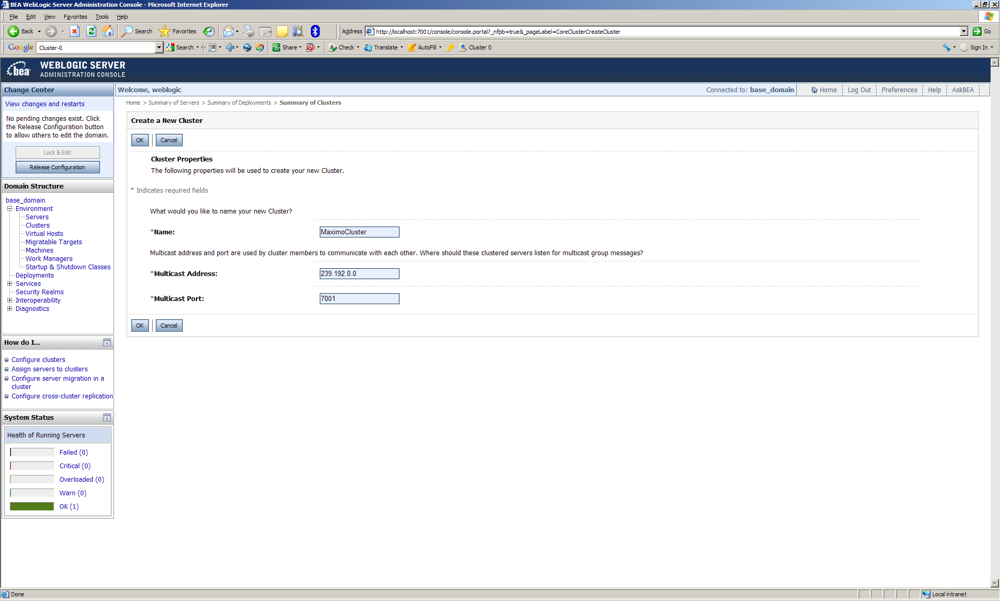 BEA WebLogic Server Administration Console - Microsoft Internet Explorer
File Edit View Favorites Tools Help
Back Search Favorites Address http://localhost:7001/console/console.portal?_nfpb=true&_pageLabel=CoreClusterCreateCluster Go
Google Cluster-0 Search Share Check Translate AutoFill Cluster 0 Sign In
bea WEBLOGIC SERVER
ADMINISTRATION CONSOLE
Change Center
View changes and restarts
No pending changes exist. Click
the Release Configuration button
to allow others to edit the domain.
Lock & Edit
Release Configuration
Domain Structure
base_domain
Environment
Servers
Clusters
Virtual Hosts
Migratable Targets
Machines
Work Managers
Startup & Shutdown Classes
Deployments
Services
Security Realms
Interoperability
Diagnostics
How do I...
Configure clusters
Assign servers to clusters
Configure server migration in a
cluster
Configure cross-cluster replication
System Status
Health of Running Servers
Failed (0)
Critical (0)
Overloaded (0)
Warn (0)
OK (1)
Welcome, weblogic Connected to: base_domain Home Log Out Preferences Help AskBEA
Home > Summary of Servers > Summary of Deployments > Summary of Clusters
Create a New Cluster
OK Cancel
Cluster Properties
The following properties will be used to create your new Cluster.
* Indicates required fields
What would you like to name your new Cluster?
*Name: MaximoCluster
Multicast address and port are used by cluster members to communicate with each other. Where should these clustered servers listen for multicast group messages?
*Multicast Address: 239.192.0.0
*Multicast Port: 7001
OK Cancel
Done Local intranet